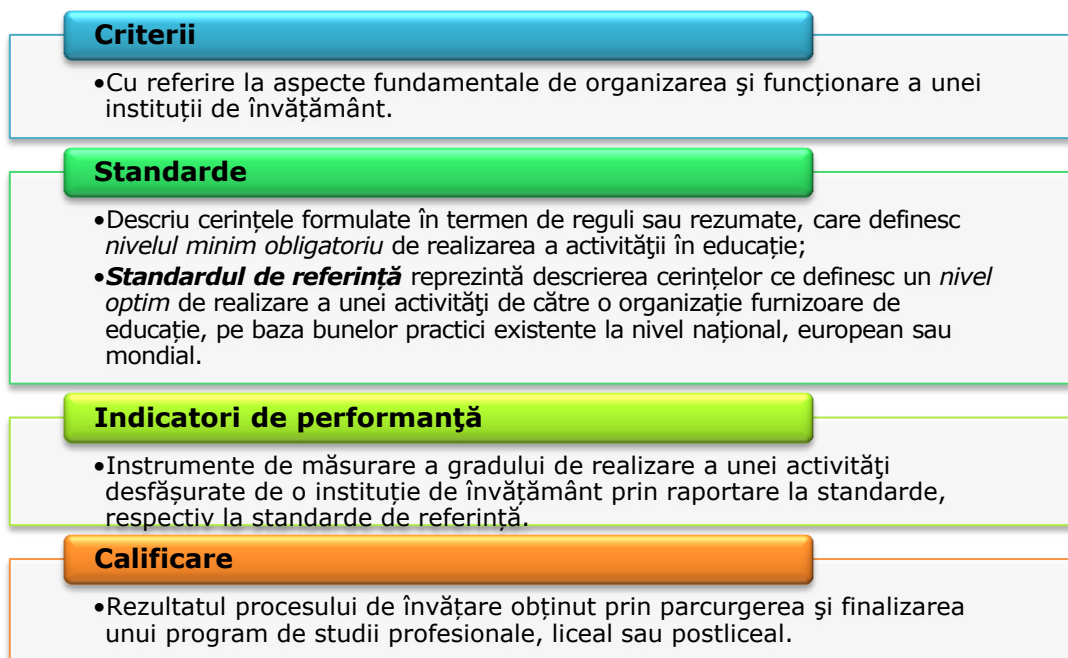 Criterii
•Cu referire la aspecte fundamentale de organizarea şi funcționare a unei
instituții de învățământ.
Standarde
•Descriu cerințele formulate în termen de reguli sau rezumate, care definesc
nivelul minim obligatoriu de realizarea a activităţii în educație;
•Standardul de referință reprezintă descrierea cerințelor ce definesc un nivel
optim de realizare a unei activităţi de către o organizație furnizoare de
educație, pe baza bunelor practici existente la nivel național, european sau
mondial.
Indicatori de performanţă
•Instrumente de măsurare a gradului de realizare a unei activităţi
desfășurate de o instituție de învățământ prin raportare la standarde,
respectiv la standarde de referință.
Calificare
•Rezultatul procesului de învățare obținut prin parcurgerea şi finalizarea
unui program de studii profesionale, liceal sau postliceal.